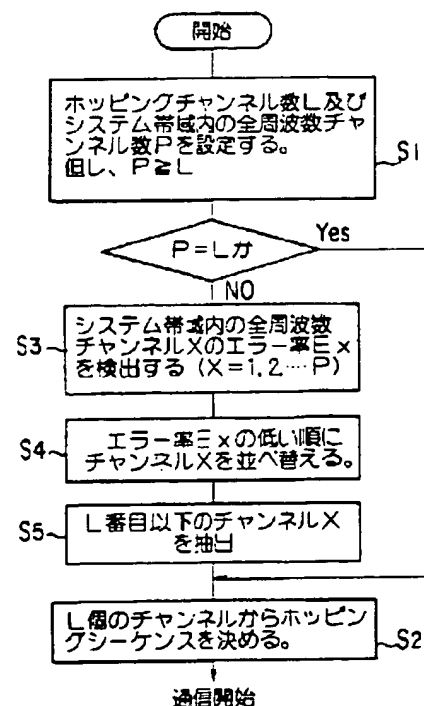 開始
ホッピングチャンネル数L及び
システム帯域内の全周波数チャ
ンネル数Pを設定する。
但し、P≧L
S1
P=Lか
Yes
NO
システム帯域内の全周波数
チャンネルXのエラー率Ex
を検出する (X=1,2…P)
S3
エラー率Exの低い順に
チャンネルXを並べ替える。
S4
L番目以下のチャンネルX
を抽出
S5
L個のチャンネルからホッピン
グシーケンスを決める。
S2
通信開始